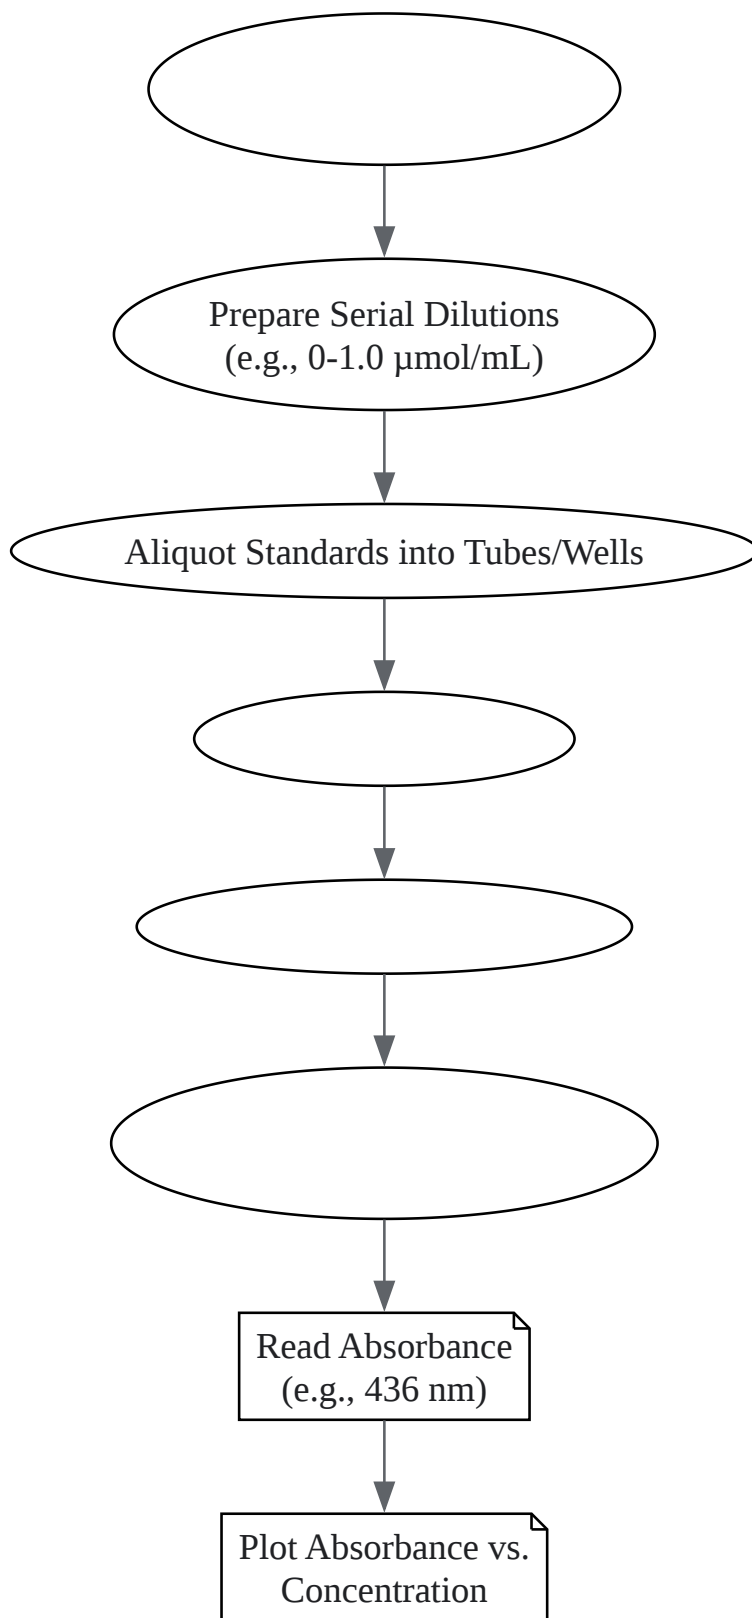 Prepare Serial Dilutions
(e.g., 0-1.0 µmol/mL)
Aliquot Standards into Tubes/Wells
Read Absorbance
(e.g., 436 nm)
Plot Absorbance vs.
Concentration